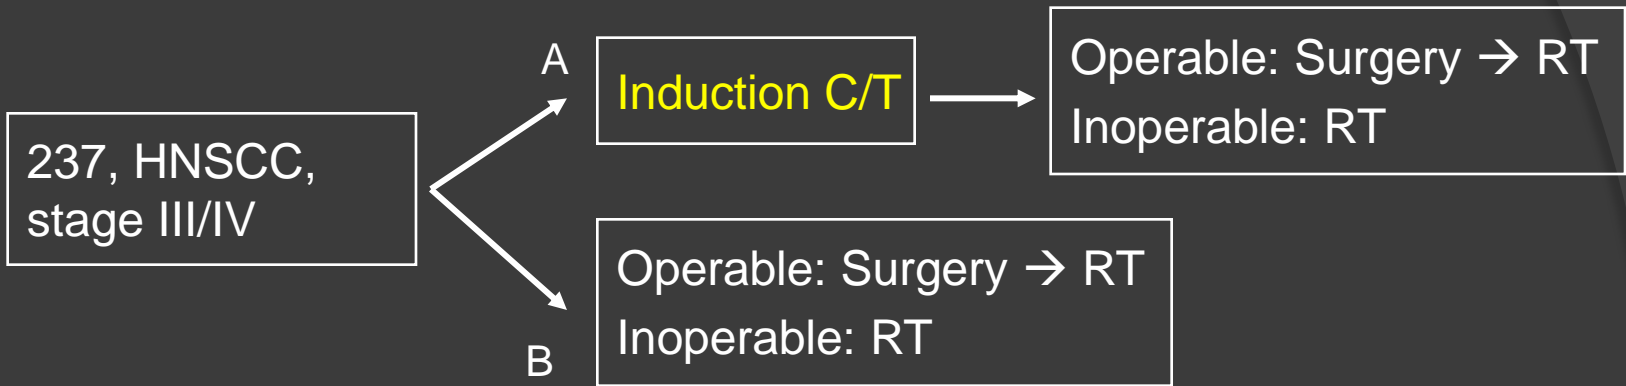 237, HNSCC,
stage III/IV
A
Induction C/T
Operable: Surgery → RT
Inoperable: RT
B
Operable: Surgery → RT
Inoperable: RT